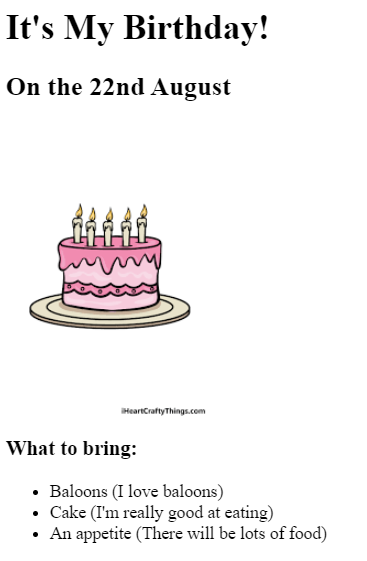 It's My Birthday!
On the 22nd August
iHeartCraftyThings.com
What to bring:
• Baloons (I love baloons)
• Cake (I'm really good at eating)
• An appetite (There will be lots of food)